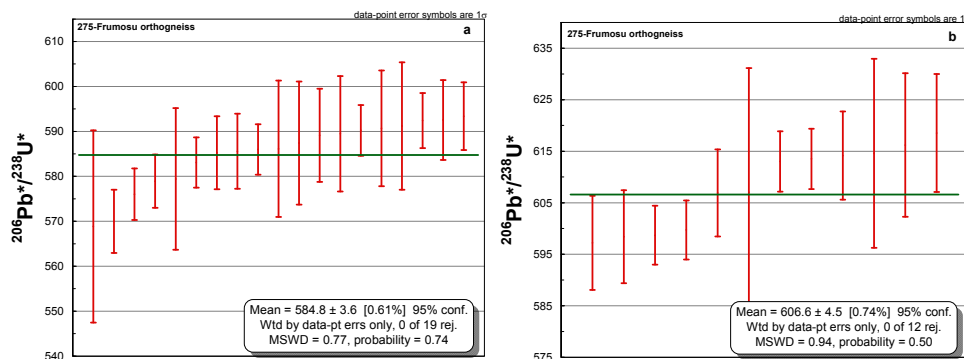 data-point error symbols are 1σ
275-Frumosu orthogneiss
a
615
610
600
590
580
570
560
550
540
206Pb*/238U*
Mean = 584.8 ± 3.6 [0.61%] 95% conf.
Wtd by data-pt errs only, 0 of 19 rej.
MSWD = 0.77, probability = 0.74
data-point error symbols are 1
275-Frumosu orthogneiss
b
635
625
615
605
595
585
575
206Pb*/238U*
Mean = 606.6 ± 4.5 [0.74%] 95% conf.
Wtd by data-pt errs only, 0 of 12 rej.
MSWD = 0.94, probability = 0.50